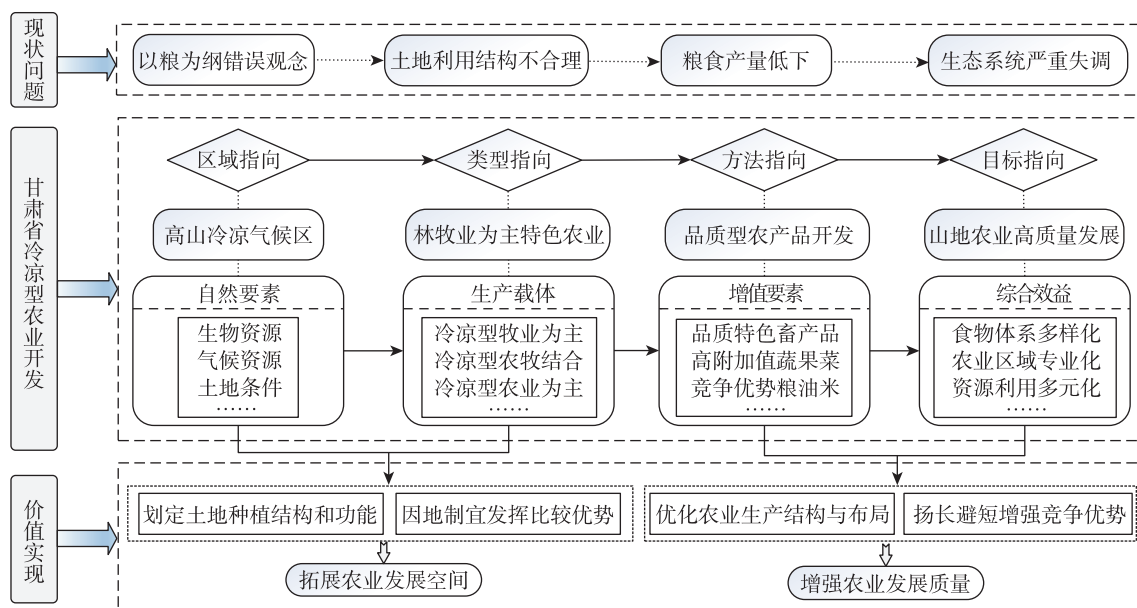 现状问题
以粮为纲错误观念
土地利用结构不合理
粮食产量低下
生态系统严重失调
甘肃省冷凉型农业开发
区域指向
类型指向
方法指向
目标指向
高山冷凉气候区
林牧业为主特色农业
品质型农产品开发
山地农业高质量发展
自然要素
生物资源
气候资源
土地条件
……
生产载体
冷凉型牧业为主
冷凉型农牧结合
冷凉型农业为主
……
增值要素
品质特色畜产品
高附加值蔬果菜
竞争优势粮油米
……
综合效益
食物体系多样化
农业区域专业化
资源利用多元化
……
价值实现
划定土地种植结构和功能
因地制宜发挥比较优势
优化农业生产结构与布局
扬长避短增强竞争优势
拓展农业发展空间
增强农业发展质量